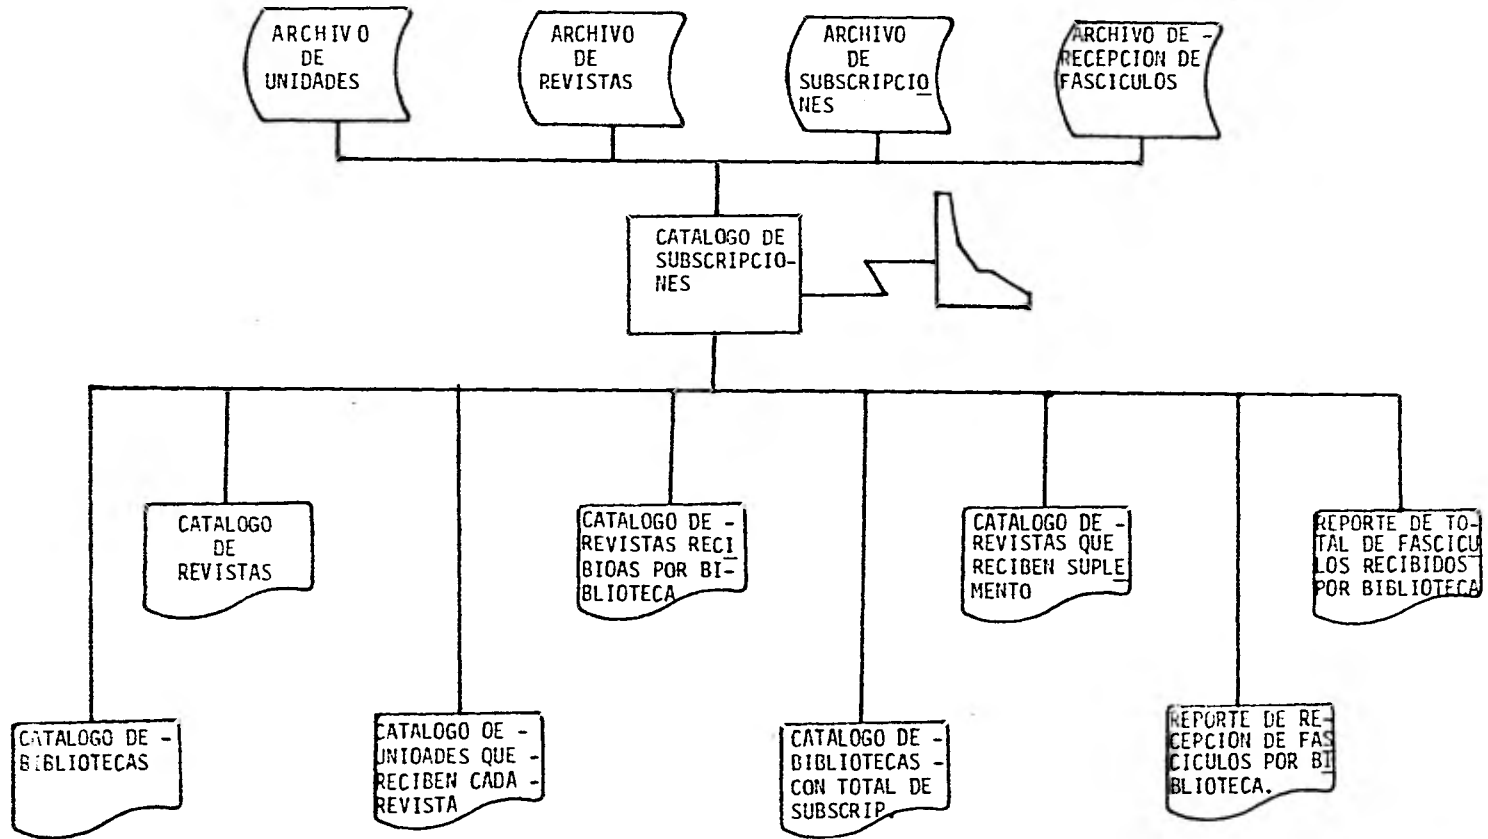 ARCHIVO
DE
UNIDADES
ARCHIVO
DE
REVISTAS
ARCHIVO
DE
SUBSCRIPCIO
NES
ARCHIVO DE -
RECEPCION DE
FASCICULOS
CATALOGO DE
SUBSCRIPCIO-
NES
CATALOGO
DE
REVISTAS
CATALOGO DE -
REVISTAS RECI
BIOAS POR BI-
BLIOTECA
CATALOGO DE -
REVISTAS QUE
RECIBEN SUPLE
MENTO
REPORTE DE TO-
TAL DE FASCICU
LOS RECIBIDOS
POR BIBLIOTECA
CATALOGO DE -
BIBLIOTECAS
CATALOGO OE -
UNIOADES QUE -
RECIBEN CADA -
REVISTA
CATALOGO DE -
BIBLIOTECAS -
CON TOTAL DE
SUBSCRIP.
REPORTE DE RE-
CEPCION DE FAS
CICULOS POR BI
BLIOTECA.